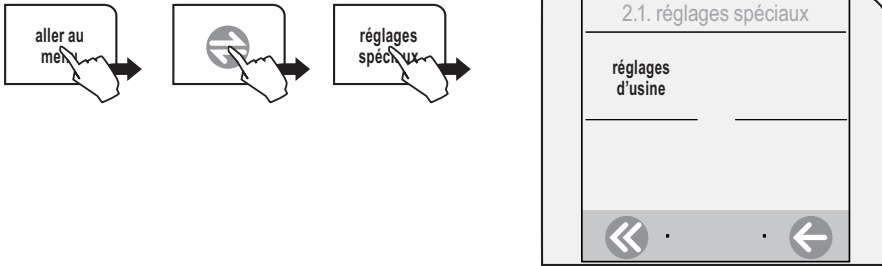 aller au
menu
réglages
spéciaux
2.1. réglages spéciaux
réglages
d'usine